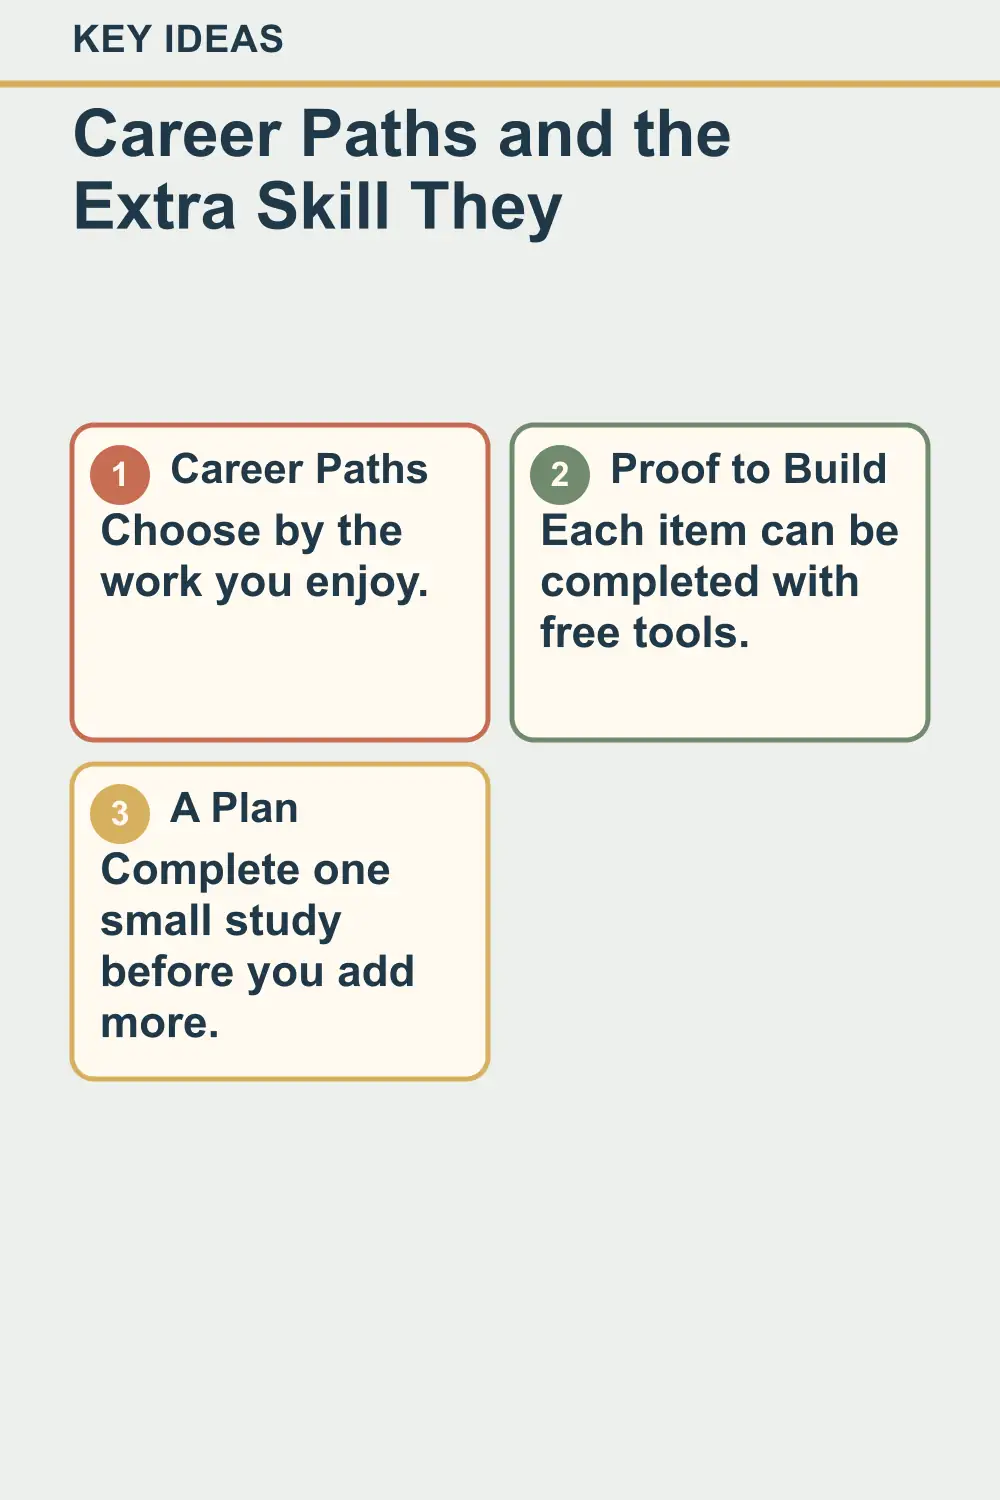 KEY IDEAS
Career Paths and the
Extra Skill They
1 Career Paths
Choose by the
work you enjoy.
2 Proof to Build
Each item can be
completed with
free tools.
3 A Plan
Complete one
small study
before you add
more.